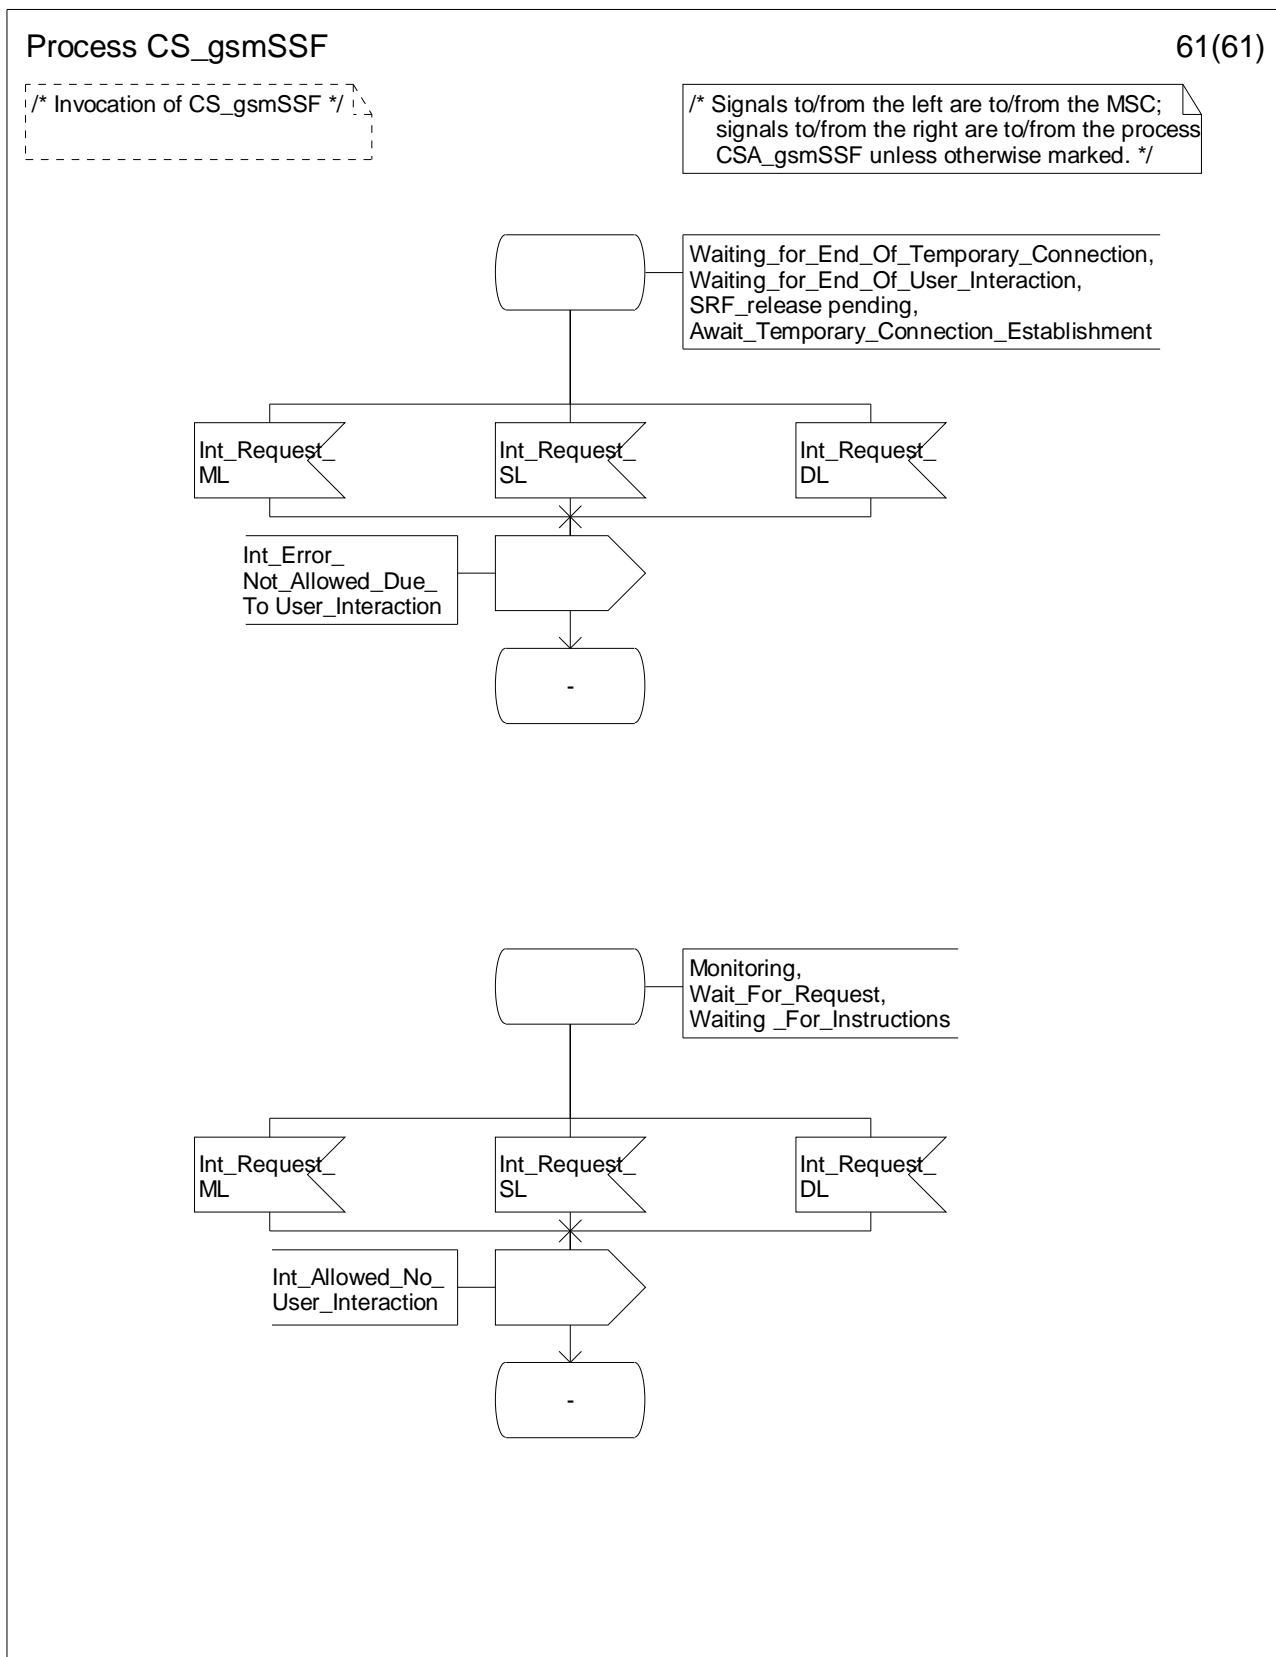 Process CS_gsmSSF
61(61)
/* Invocation of CS_gsmSSF */
/* Signals to/from the left are to/from the MSC;
signals to/from the right are to/from the process
CSA_gsmSSF unless otherwise marked. */
Waiting_for_End_Of_Temporary_Connection,
Waiting_for_End_Of_User_Interaction,
SRF_release pending,
Await_Temporary_Connection_Establishment
Int_Request_
ML
Int_Request_
SL
Int_Request_
DL
Int_Error_
Not_Allowed_Due_
To User_Interaction
-
Monitoring,
Wait_For_Request,
Waiting _For_Instructions
Int_Request_
ML
Int_Request_
SL
Int_Request_
DL
Int_Allowed_No_
User_Interaction
-